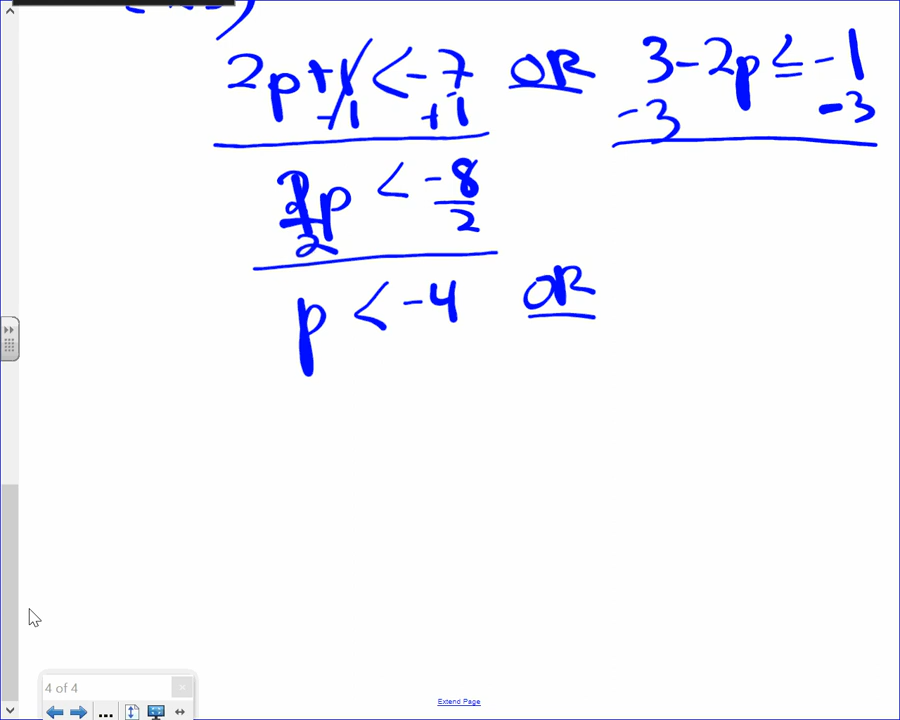 2p+1 < -7 OR 3-2p ≤ -1
-1 +1 -3 -3
2p < -8
2 2
p < -4 OR
4 of 4
Extend Page